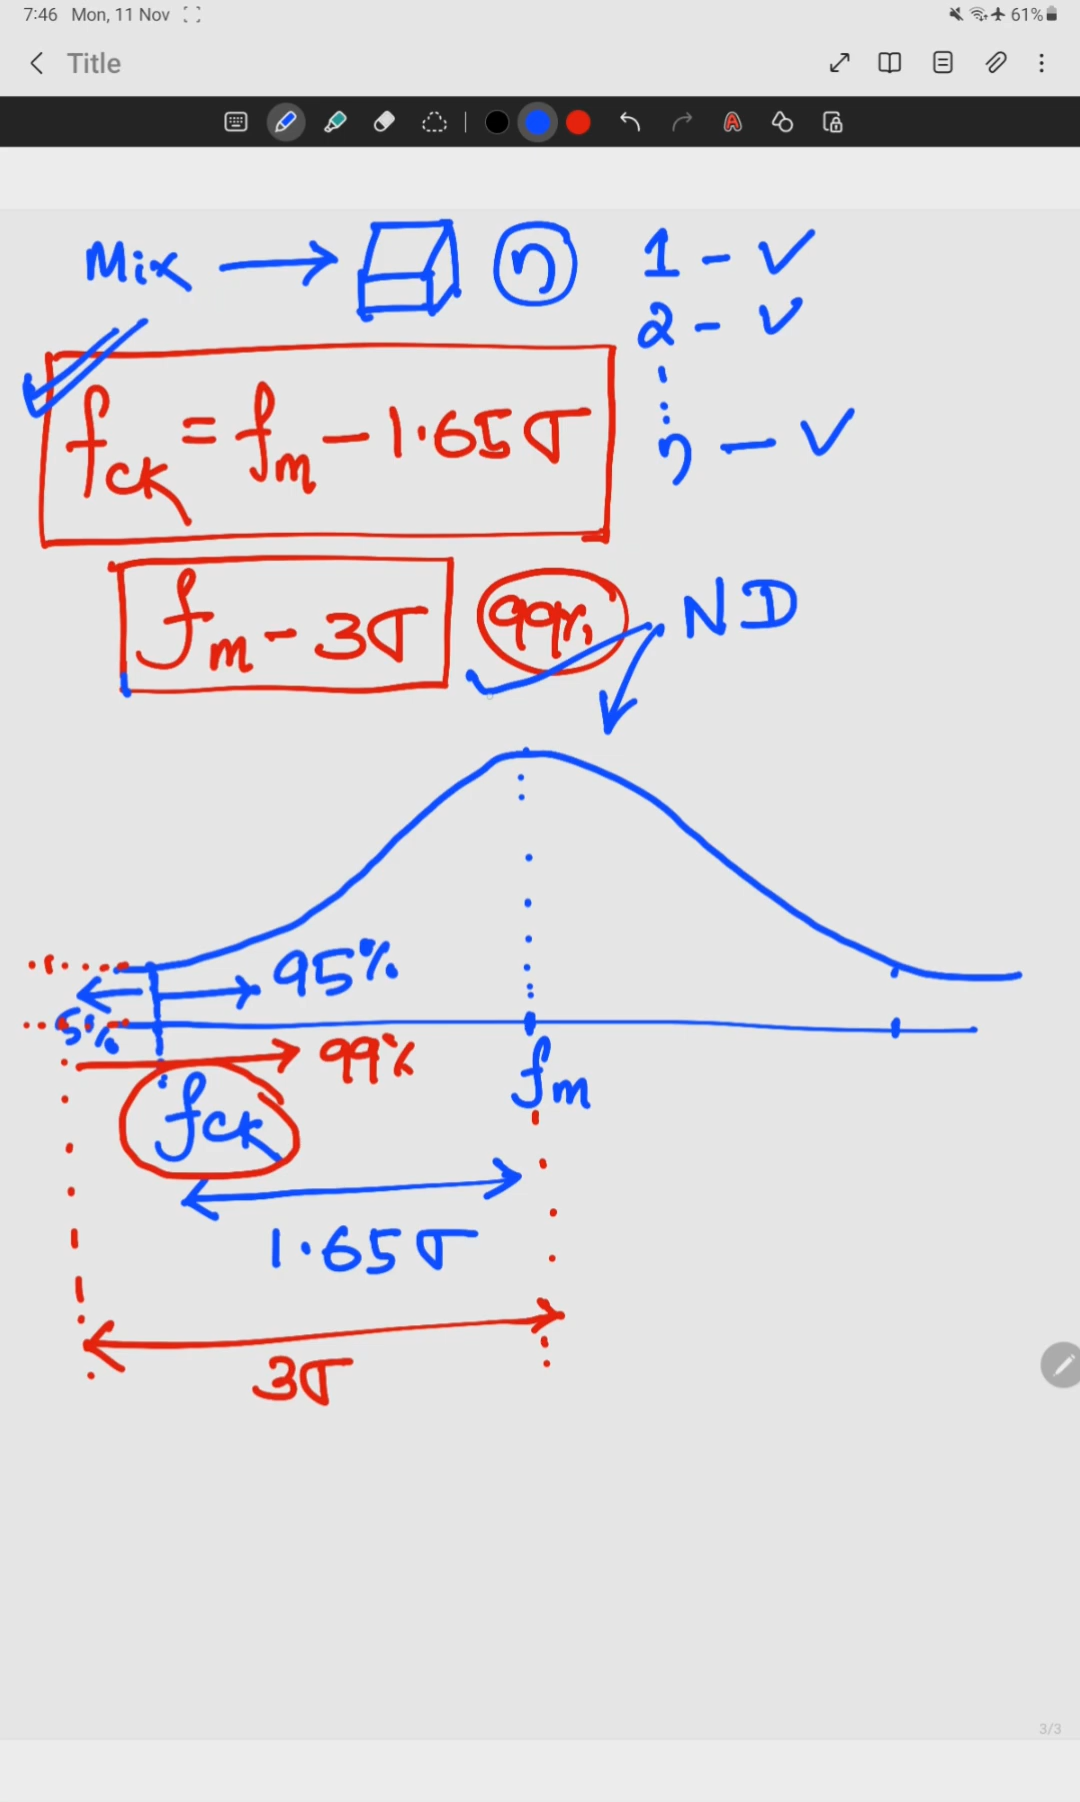 7:46 Mon, 11 Nov 61%
Title
Mix → n 1 - ✓
2 - ✓
n - ✓
fck = fm - 1.65σ
fm - 3σ 99% ND
95%
5%
99%
fck fm
1.65σ
3σ
3/3